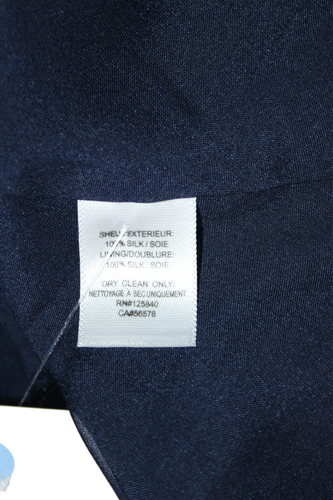 SHELL/EXTERIEUR:
100% SILK / SOIE
LINING/DOUBLURE:
100% SILK / SOIE
DRY CLEAN ONLY/
NETTOYAGE À SEC UNIQUEMENT
RN#125840
CA#56578